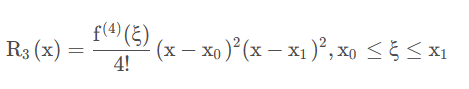 R₃(x) = f⁽⁴⁾(ξ)/4! (x − x₀)²(x − x₁)², x₀ ≤ ξ ≤ x₁